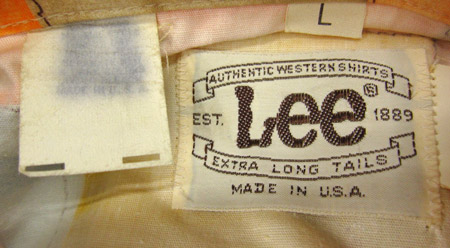 L
AUTHENTIC WESTERN SHIRTS
Lee®
EST. 1889
EXTRA LONG TAILS
MADE IN U.S.A.